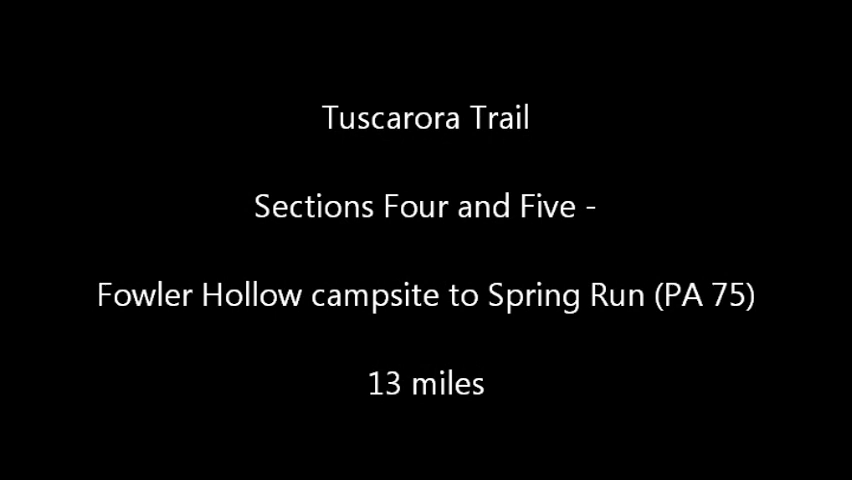 Tuscarora Trail
Sections Four and Five -
Fowler Hollow campsite to Spring Run (PA 75)
13 miles